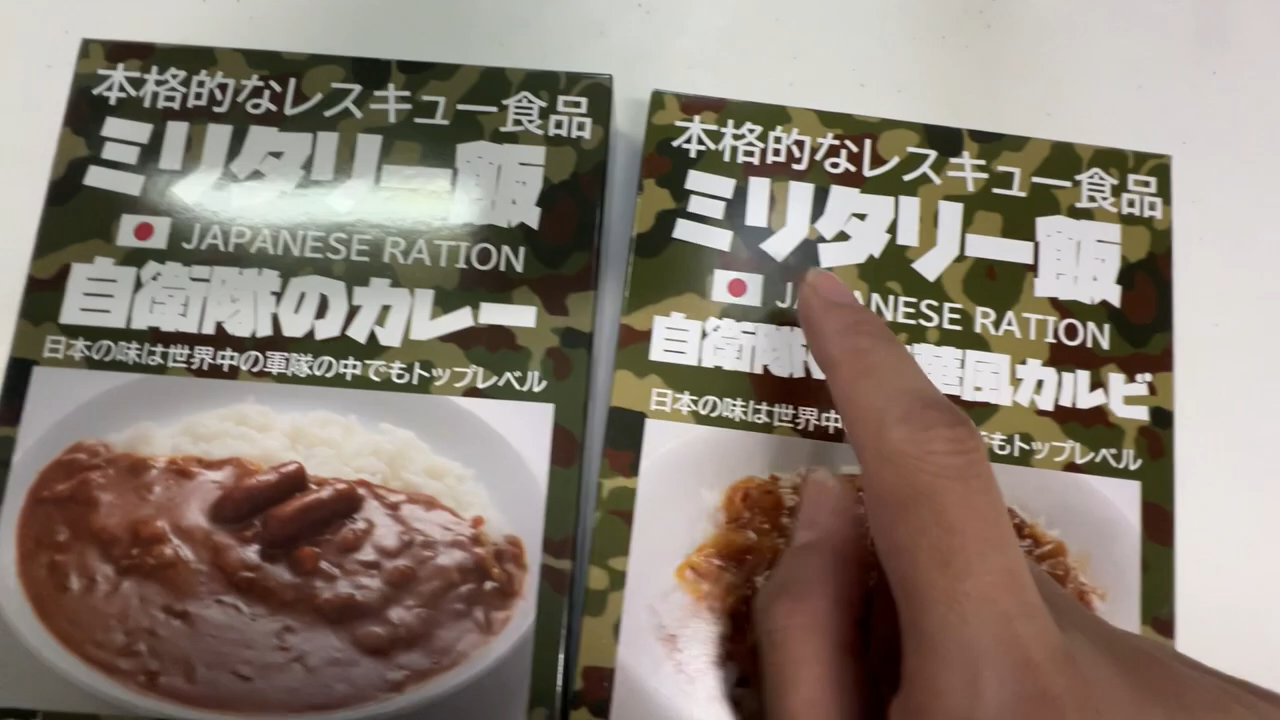 本格的なレスキュー食品
ミリタリー飯
JAPANESE RATION
自衛隊のカレー
日本の味は世界中の軍隊の中でもトップレベル
本格的なレスキュー食品
ミリタリー飯
JAPANESE RATION
自衛隊 華風カルビ
日本の味は世界中 でもトップレベル